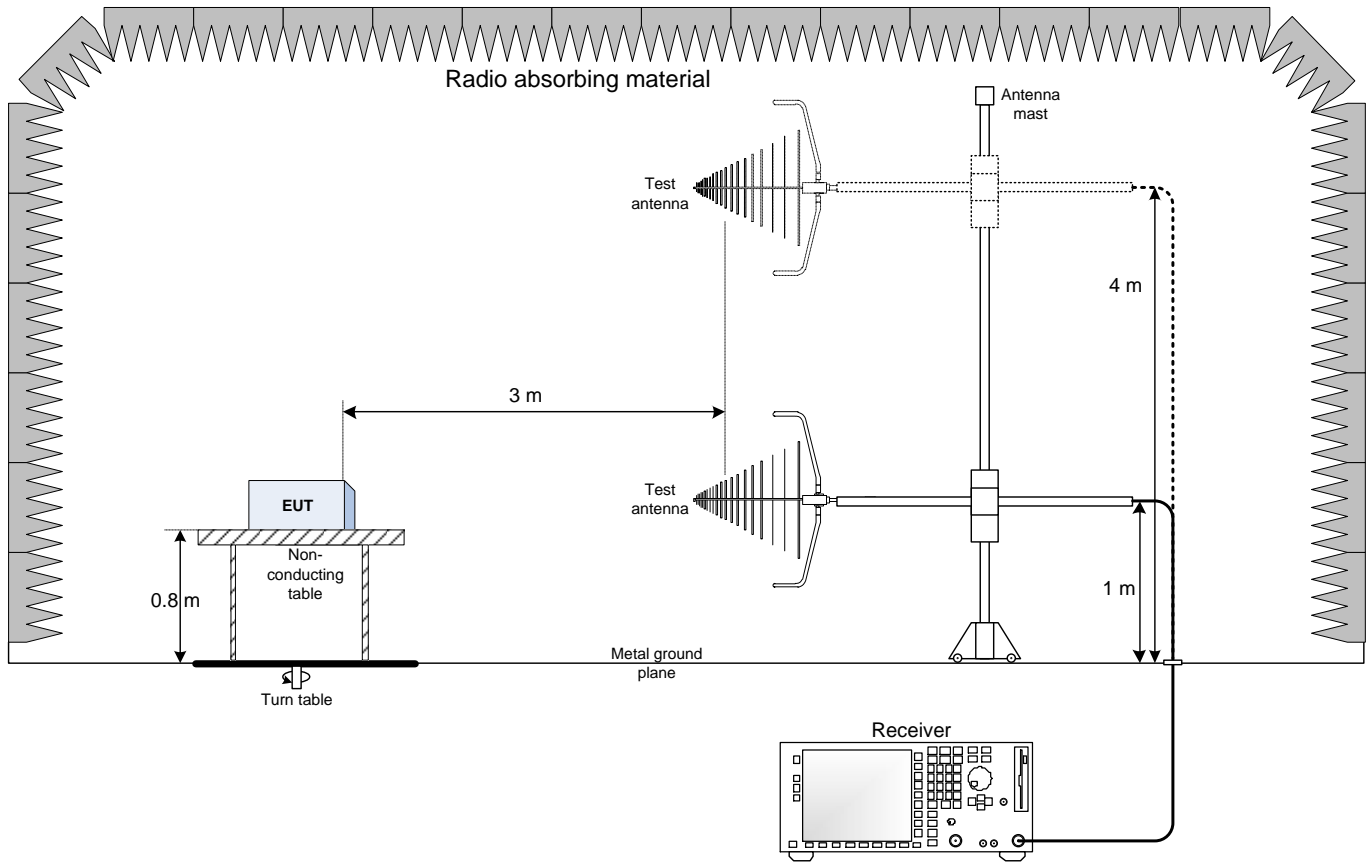 Radio absorbing material
Antenna
mast
Test
antenna
4 m
3 m
Test
antenna
EUT
Non-
conducting
table
0.8 m
1 m
Metal ground
plane
Turn table
Receiver